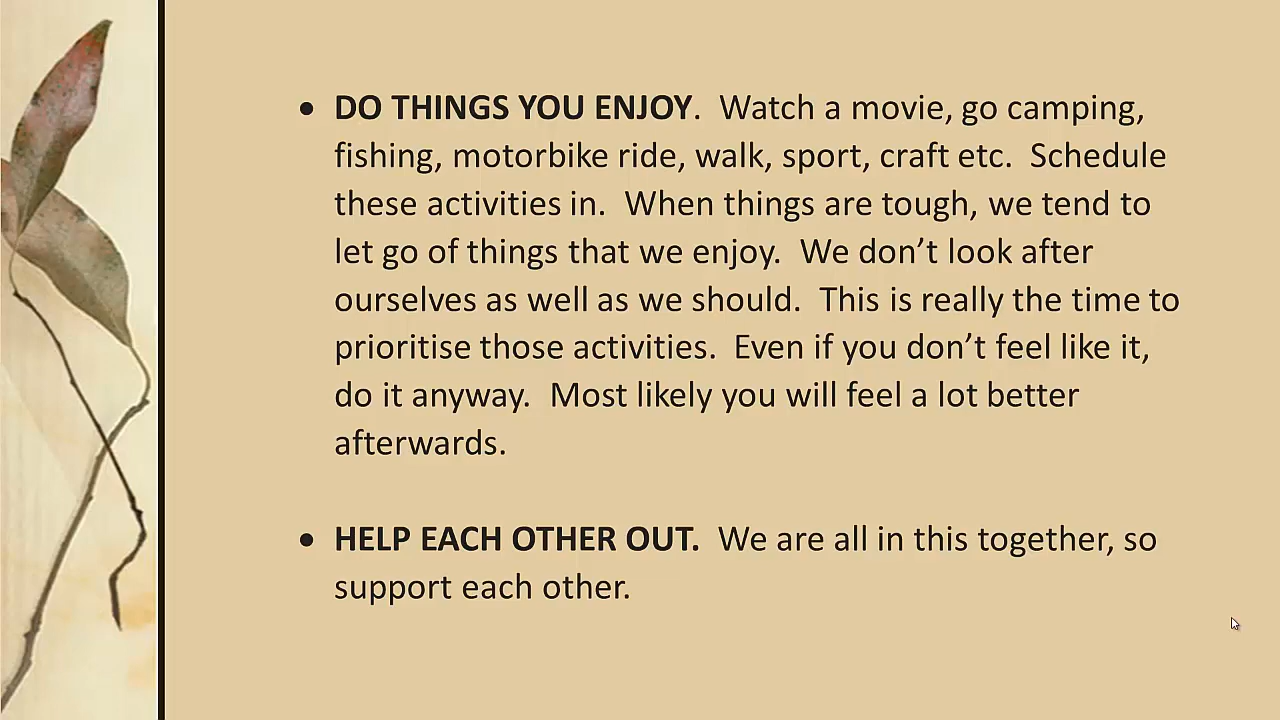 • DO THINGS YOU ENJOY.  Watch a movie, go camping,
fishing, motorbike ride, walk, sport, craft etc.  Schedule
these activities in.  When things are tough, we tend to
let go of things that we enjoy.  We don’t look after
ourselves as well as we should.  This is really the time to
prioritise those activities.  Even if you don’t feel like it,
do it anyway.  Most likely you will feel a lot better
afterwards.
• HELP EACH OTHER OUT.  We are all in this together, so
support each other.